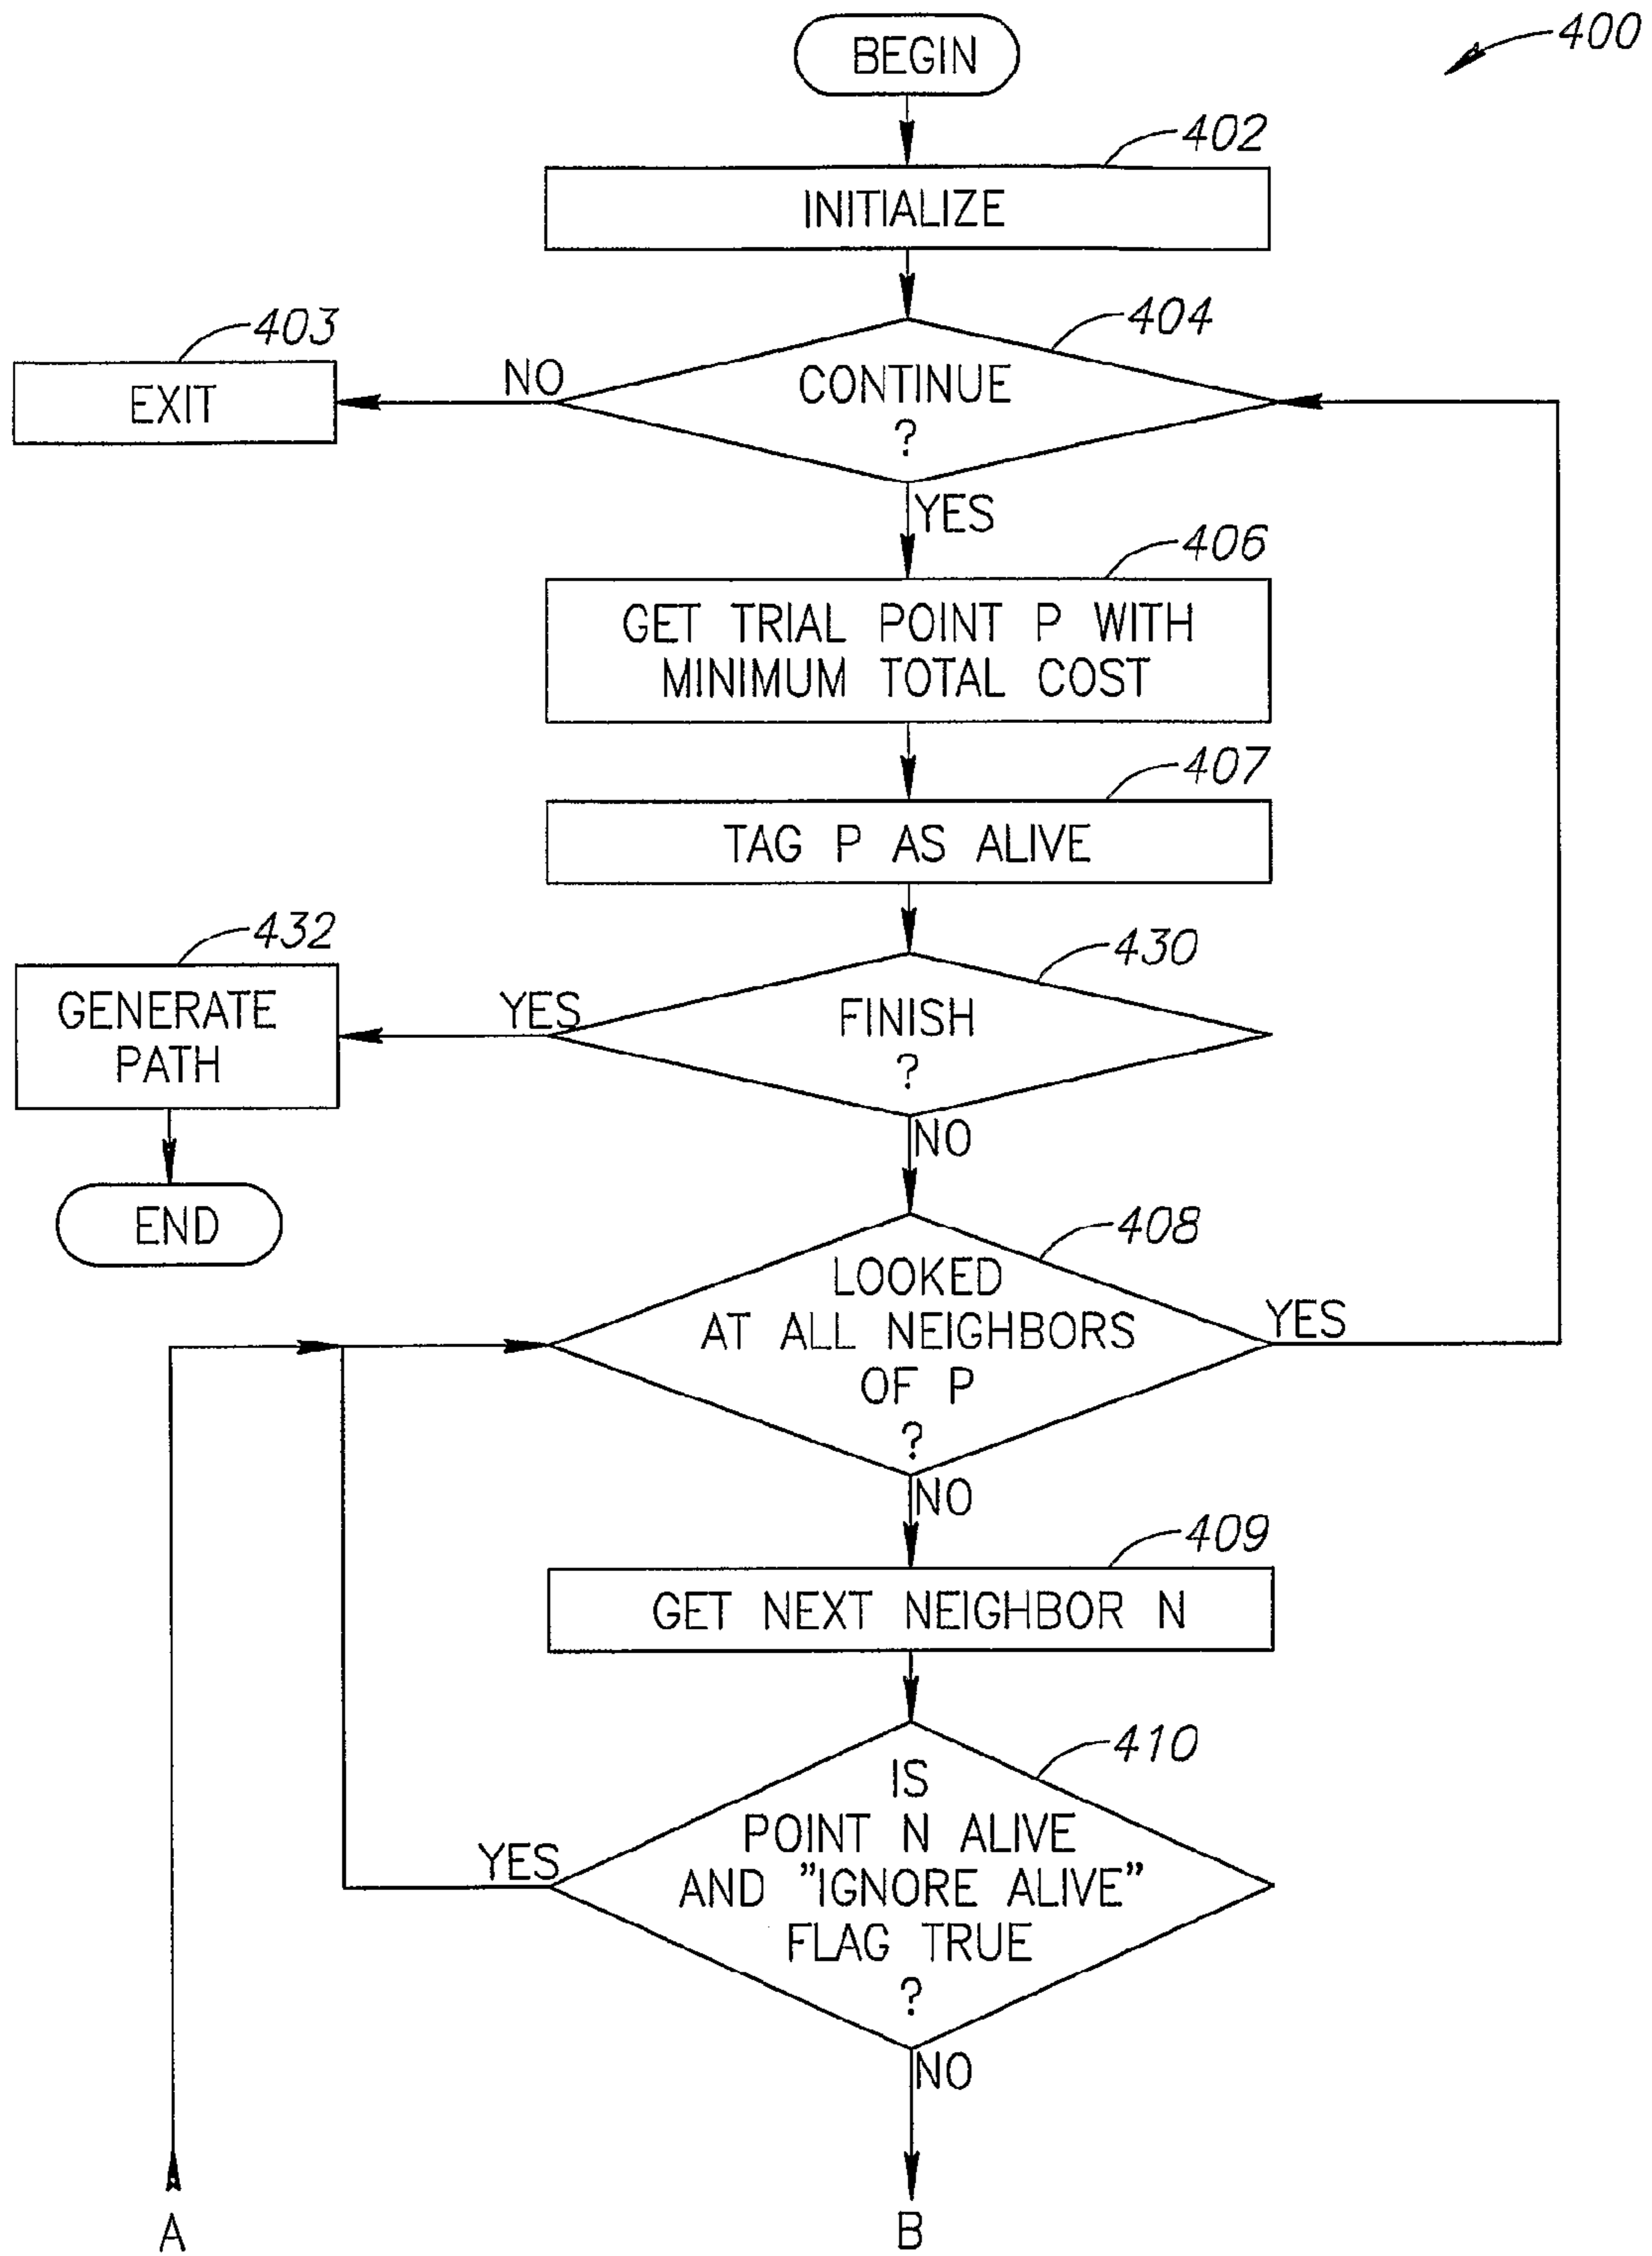 400
BEGIN
402
INITIALIZE
403
EXIT
NO
404
CONTINUE
?
YES
406
GET TRIAL POINT P WITH
MINIMUM TOTAL COST
407
TAG P AS ALIVE
432
GENERATE
PATH
YES
430
FINISH
?
END
NO
408
LOOKED
AT ALL NEIGHBORS
OF P
?
YES
NO
409
GET NEXT NEIGHBOR N
410
IS
POINT N ALIVE
AND "IGNORE ALIVE"
FLAG TRUE
?
YES
NO
A
B